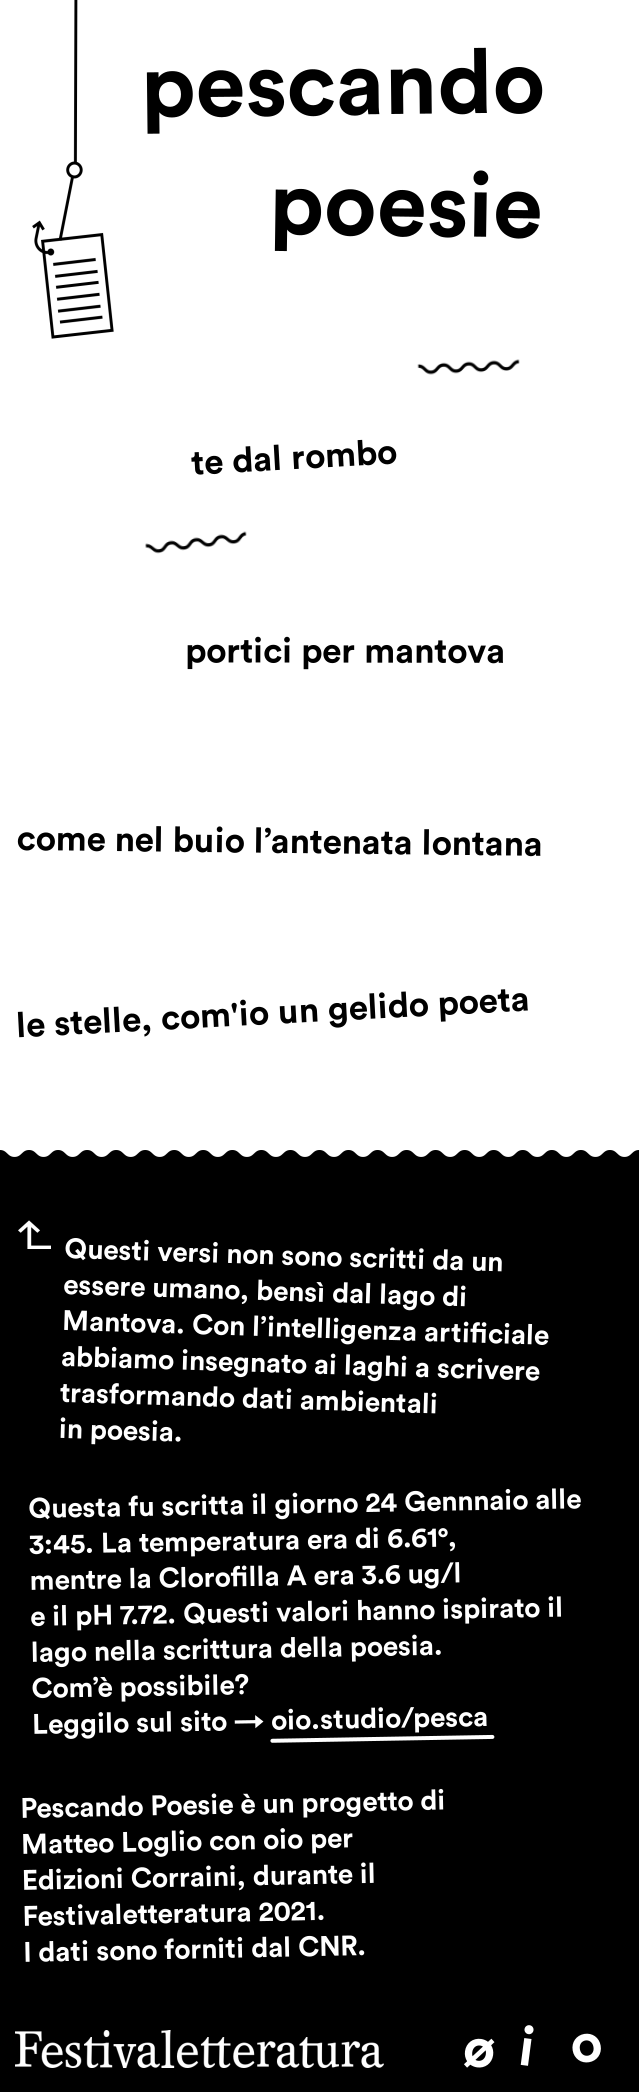 pescando
poesie
te dal rombo
portici per mantova
come nel buio l’antenata lontana
le stelle, com'io un gelido poeta
Questi versi non sono scritti da un
essere umano, bensì dal lago di
Mantova. Con l’intelligenza artificiale
abbiamo insegnato ai laghi a scrivere
trasformando dati ambientali
in poesia.
Questa fu scritta il giorno 24 Gennnaio alle
3:45. La temperatura era di 6.61°,
mentre la Clorofilla A era 3.6 ug/l
e il pH 7.72. Questi valori hanno ispirato il
lago nella scrittura della poesia.
Com’è possibile?
Leggilo sul sito → oio.studio/pesca
Pescando Poesie è un progetto di
Matteo Loglio con oio per
Edizioni Corraini, durante il
Festivaletteratura 2021.
I dati sono forniti dal CNR.
Festivaletteratura ø i o